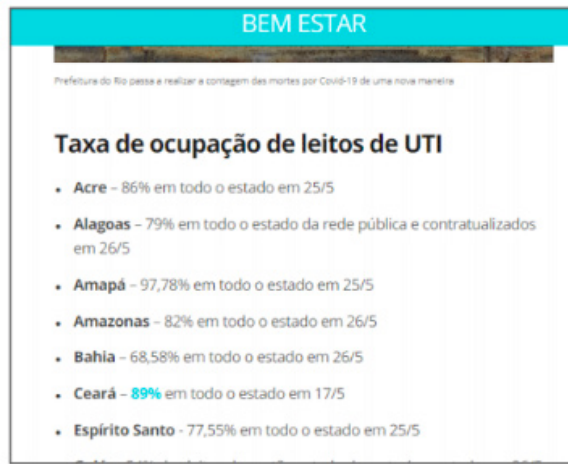 BEM ESTAR
Prefeitura do Rio passa a realizar a contagem das mortes por Covid-19 de uma nova maneira
Taxa de ocupação de leitos de UTI
• Acre – 86% em todo o estado em 25/5
• Alagoas – 79% em todo o estado da rede pública e contratualizados
em 26/5
• Amapá – 97,78% em todo o estado em 25/5
• Amazonas – 82% em todo o estado em 26/5
• Bahia – 68,58% em todo o estado em 26/5
• Ceará – 89% em todo o estado em 17/5
• Espírito Santo - 77,55% em todo o estado em 25/5